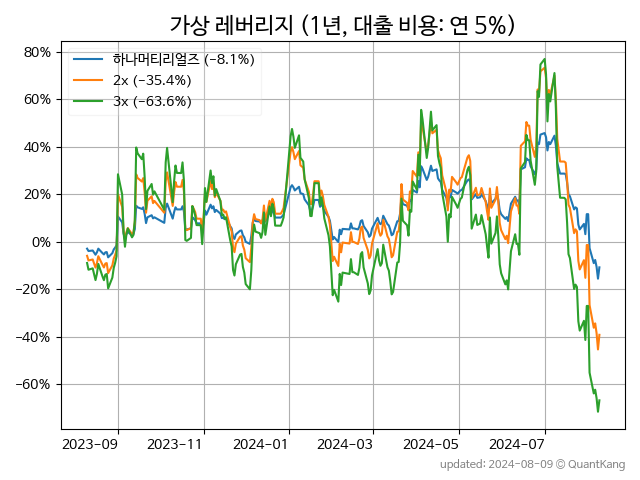 가상 레버리지 (1년, 대출 비용: 연 5%)
80%
60%
40%
20%
0%
−20%
−40%
−60%
하나머티리얼즈 (-8.1%)
2x (-35.4%)
3x (-63.6%)
2023-09 2023-11 2024-01 2024-03 2024-05 2024-07
updated: 2024-08-09 © QuantKang